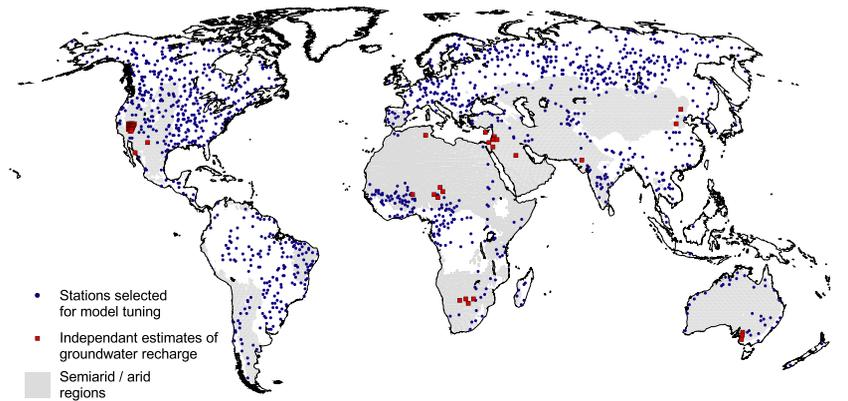 Stations selected
for model tuning
Independant estimates of
groundwater recharge
Semiarid / arid
regions